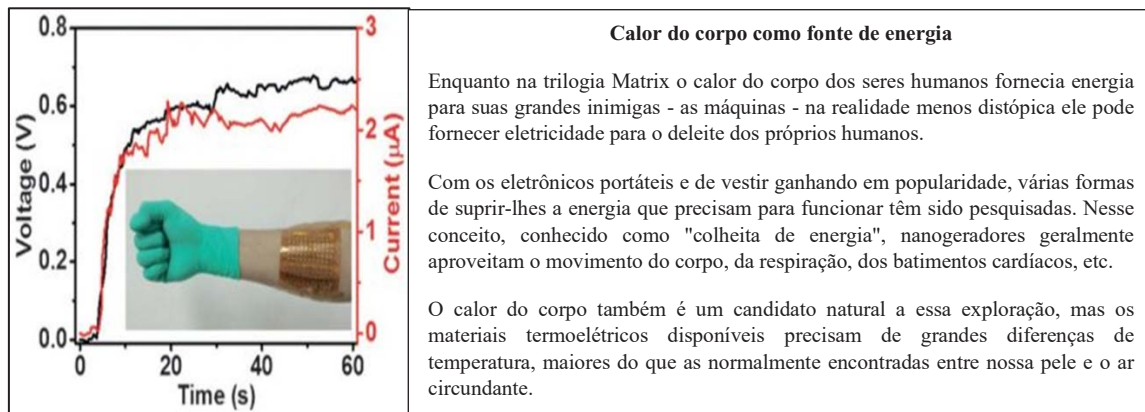 0.8
0.6
0.4
0.2
0.0
Voltage (V)
3
2
1
0
Current (μA)
0 20 40 60
Time (s)
Calor do corpo como fonte de energia
Enquanto na trilogia Matrix o calor do corpo dos seres humanos fornecia energia
para suas grandes inimigas - as máquinas - na realidade menos distópica ele pode
fornecer eletricidade para o deleite dos próprios humanos.
Com os eletrônicos portáteis e de vestir ganhando em popularidade, várias formas
de suprir-lhes a energia que precisam para funcionar têm sido pesquisadas. Nesse
conceito, conhecido como "colheita de energia", nanogeradores geralmente
aproveitam o movimento do corpo, da respiração, dos batimentos cardíacos, etc.
O calor do corpo também é um candidato natural a essa exploração, mas os
materiais termoelétricos disponíveis precisam de grandes diferenças de
temperatura, maiores do que as normalmente encontradas entre nossa pele e o ar
circundante.